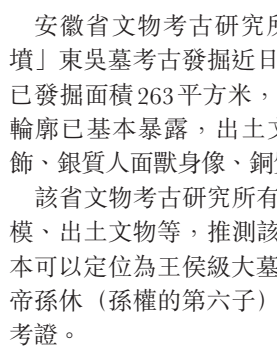 安徽省文物考古研究所
墳」東吳墓考古發掘近日
已發掘面積263平方米，
輪廓已基本暴露，出土文
飾、銀質人面獸身像、銅質
該省文物考古研究所有
模、出土文物等，推測該
本可以定位為王侯級大墓
帝孫休（孫權的第六子）
考證。